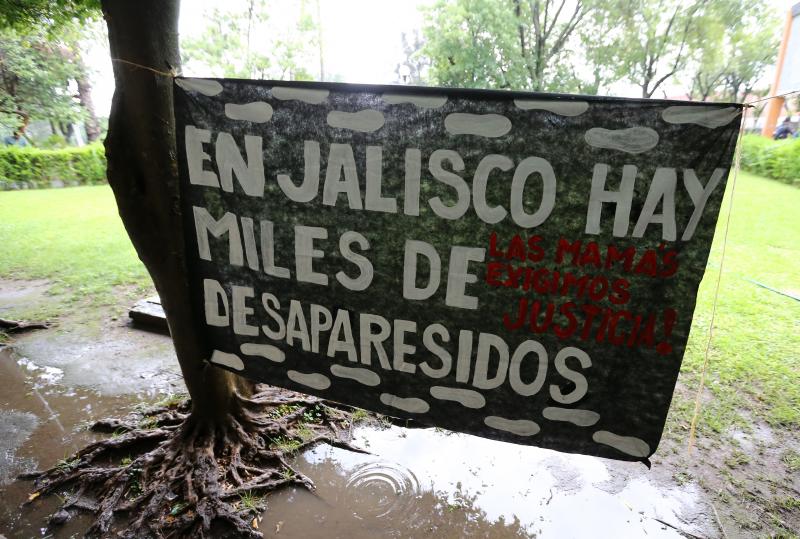 EN JALISCO HAY
MILES DE
DESAPARESIDOS
LAS MAMÁS
EXIGIMOS
JUSTICIA!